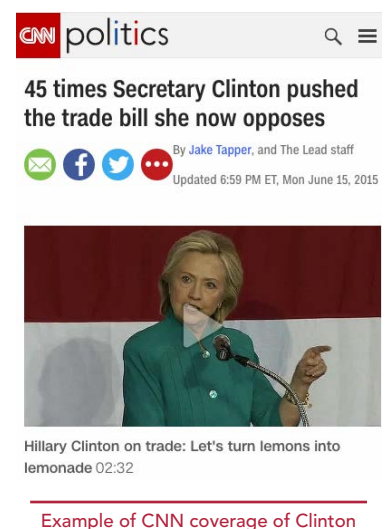 CNN politics
45 times Secretary Clinton pushed
the trade bill she now opposes
By Jake Tapper, and The Lead staff
Updated 6:59 PM ET, Mon June 15, 2015
Hillary Clinton on trade: Let's turn lemons into
lemonade 02:32
Example of CNN coverage of Clinton